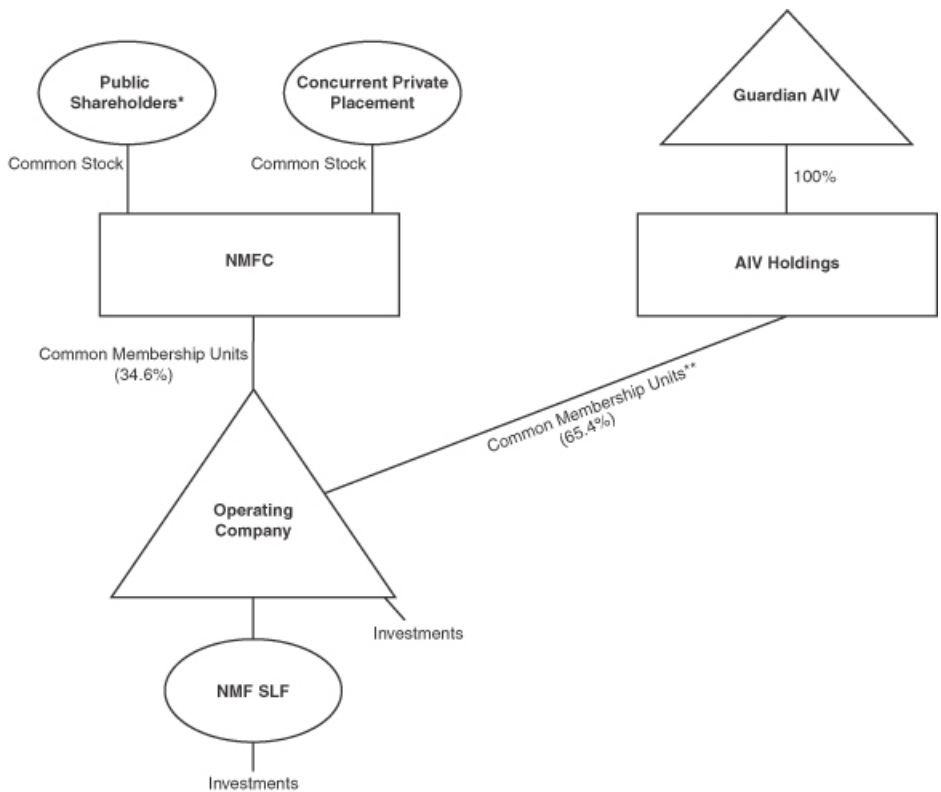 Public
Shareholders*
Concurrent Private
Placement
Guardian AIV
Common Stock
Common Stock
100%
NMFC
AIV Holdings
Common Membership Units
(34.6%)
Common Membership Units**
(65.4%)
Operating
Company
Investments
NMF SLF
Investments